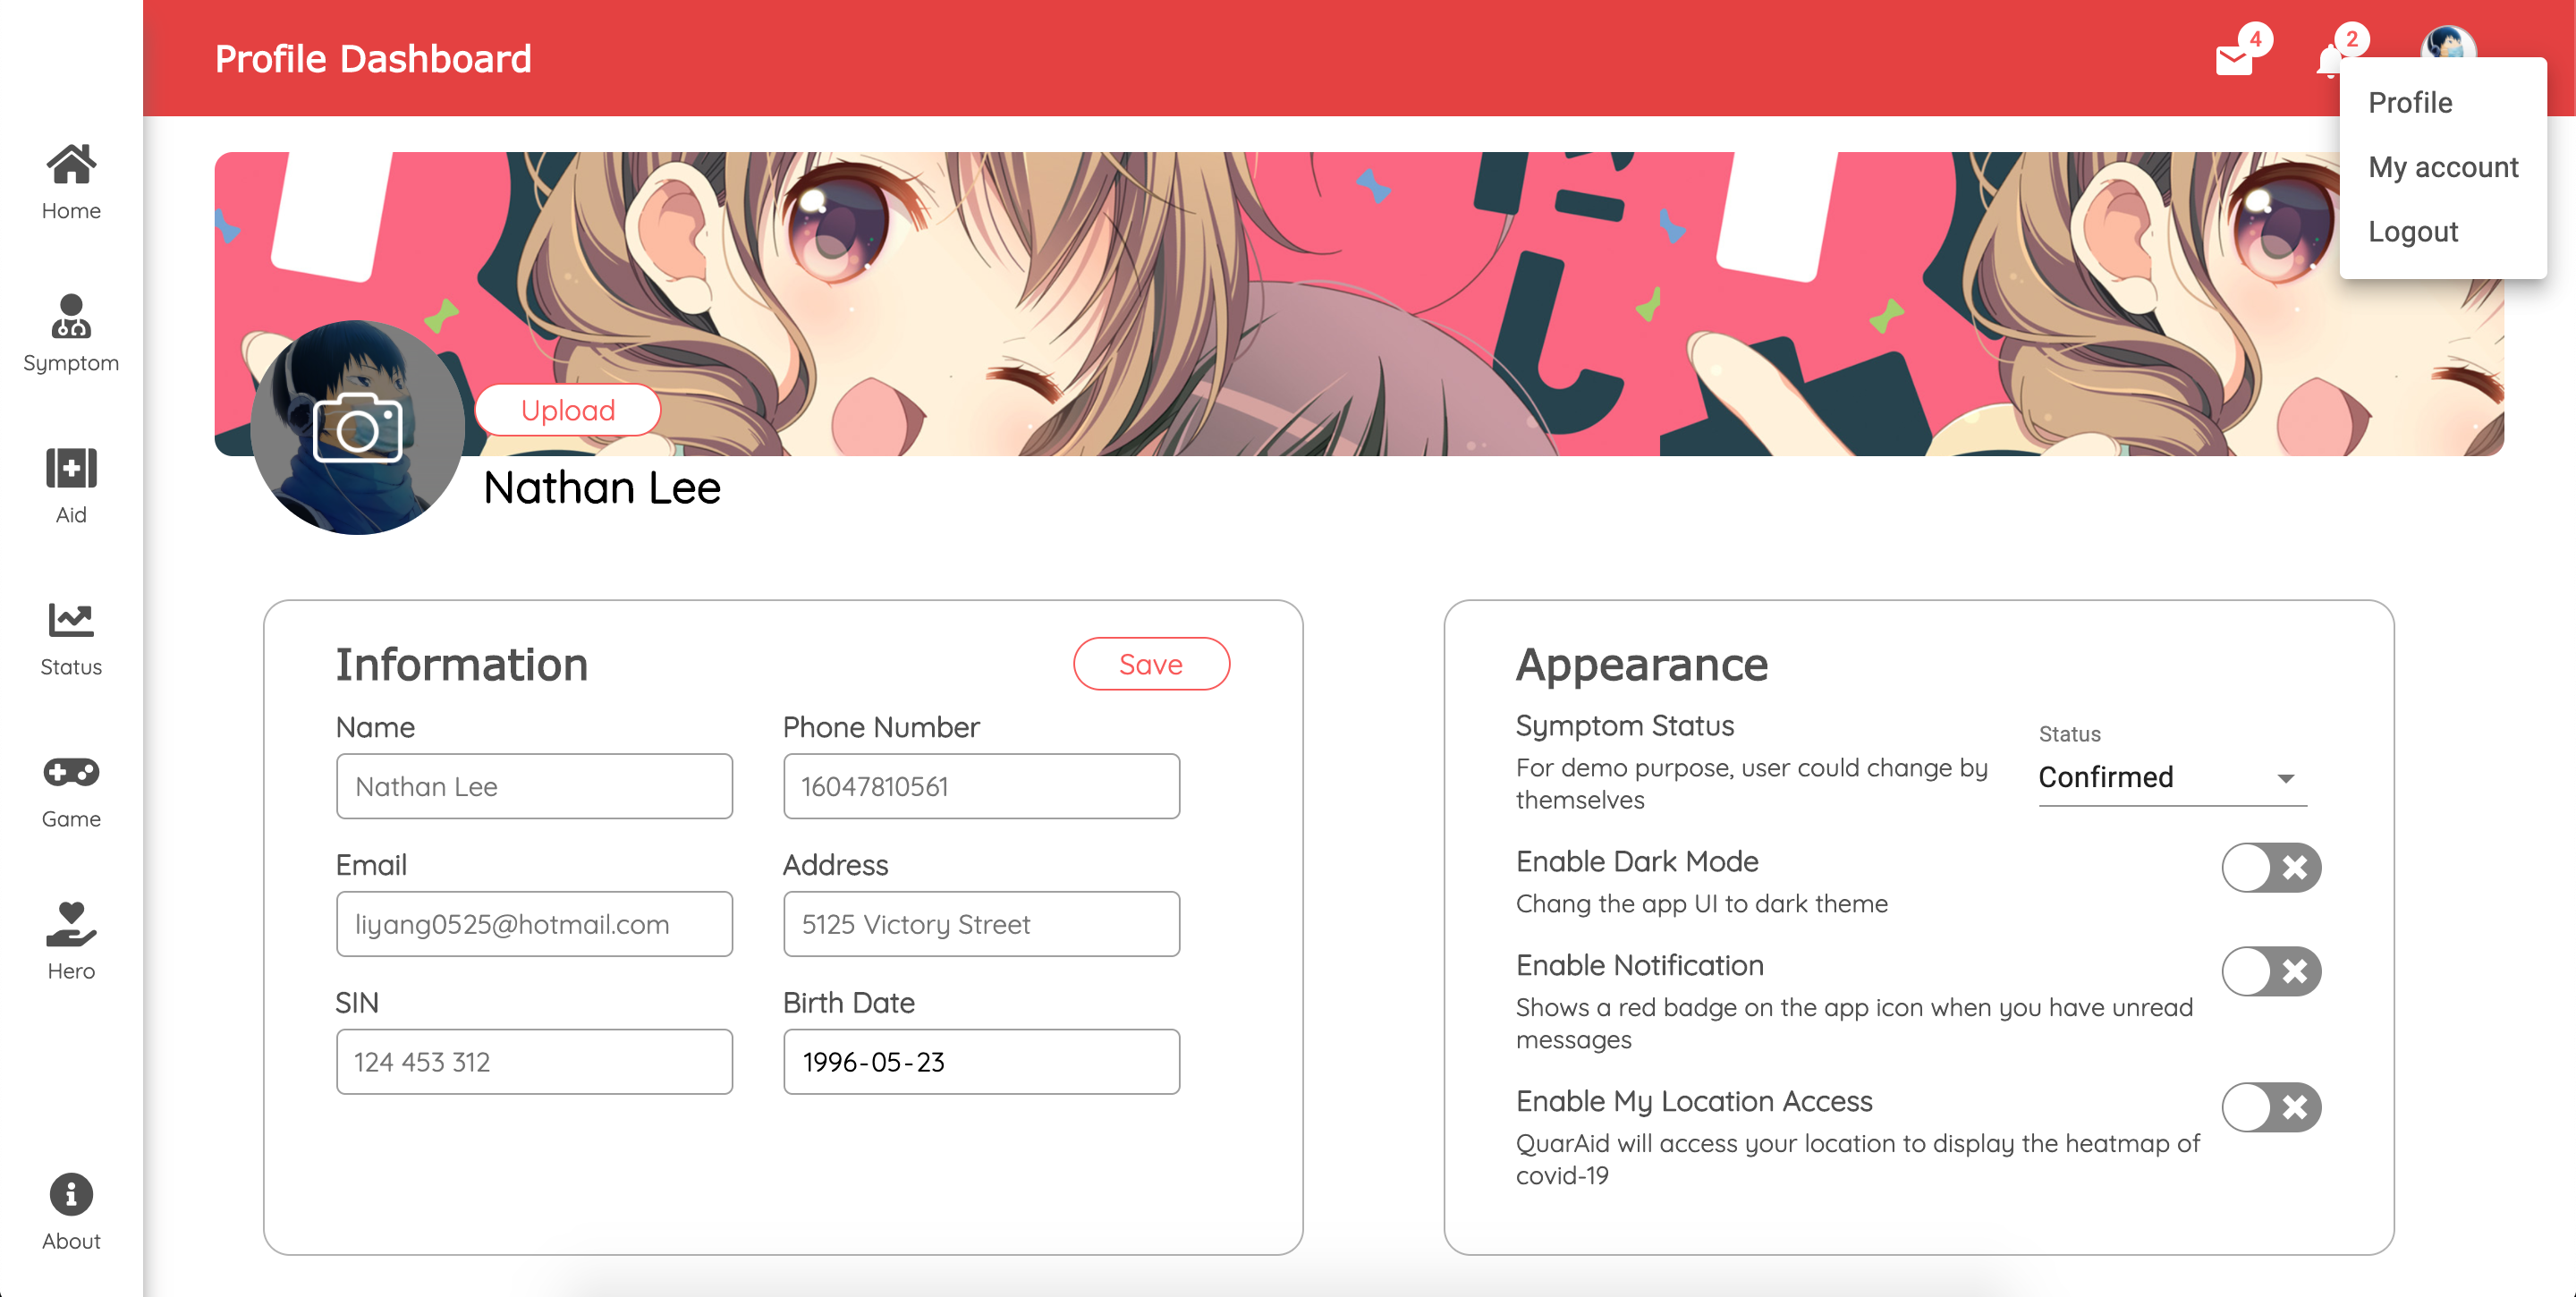 Profile Dashboard
4
2
Profile
My account
Logout
Home
Symptom
Aid
Status
Game
Hero
About
Upload
Nathan Lee
Information
Save
Name
Phone Number
Nathan Lee
16047810561
Email
Address
liyang0525@hotmail.com
5125 Victory Street
SIN
Birth Date
124 453 312
1996-05-23
Appearance
Symptom Status
For demo purpose, user could change by
themselves
Status
Confirmed
Enable Dark Mode
Chang the app UI to dark theme
Enable Notification
Shows a red badge on the app icon when you have unread
messages
Enable My Location Access
QuarAid will access your location to display the heatmap of
covid-19